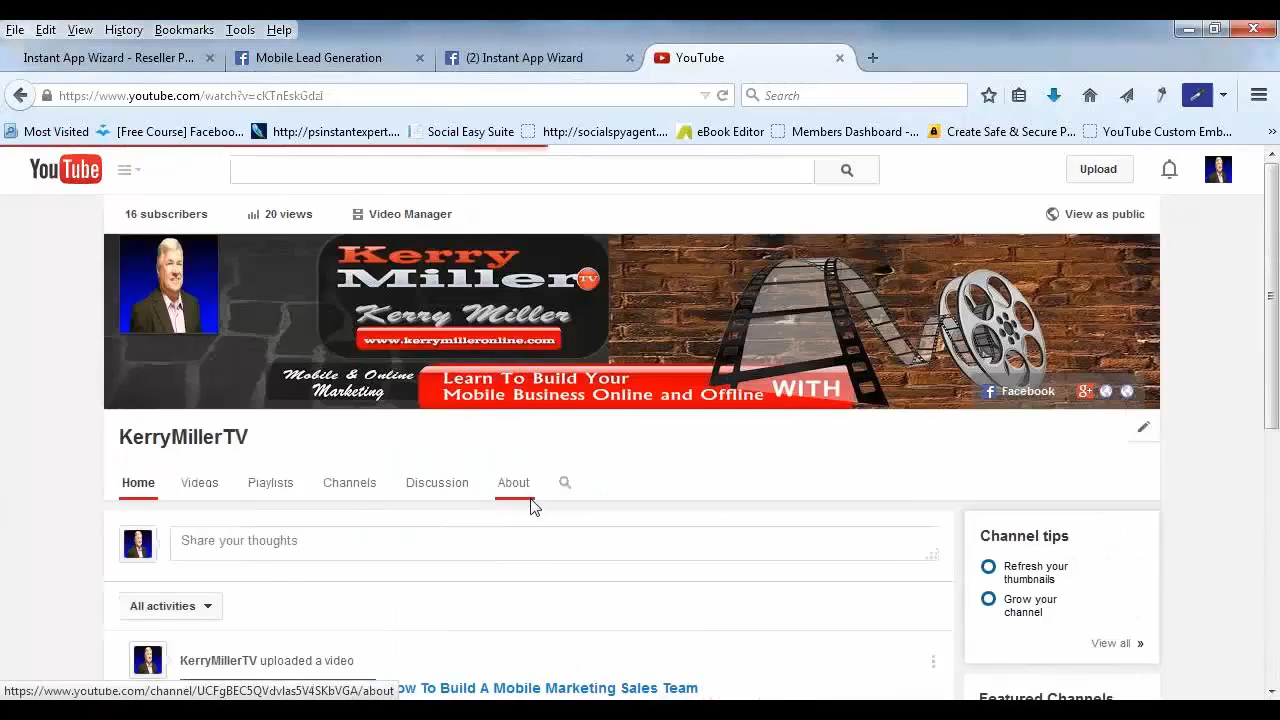 File Edit View History Bookmarks Tools Help
Instant App Wizard - Reseller P... Mobile Lead Generation (2) Instant App Wizard YouTube
https://www.youtube.com/watch?v=cKTnEskGdzI Search
Most Visited [Free Course] Faceboo... http://psinstantexpert.... Social Easy Suite http://socialspyagent.... eBook Editor Members Dashboard -... Create Safe & Secure P... YouTube Custom Emb...
YouTube Upload
16 subscribers 20 views Video Manager View as public
Kerry
Miller TV
Kerry Miller
www.kerrymilleronline.com
Mobile & Online
Marketing
Learn To Build Your
Mobile Business Online and Offline WITH
Facebook g+
KerryMillerTV
Home Videos Playlists Channels Discussion About
Share your thoughts
Channel tips
Refresh your
thumbnails
Grow your
channel
View all »
All activities
KerryMillerTV uploaded a video
How To Build A Mobile Marketing Sales Team
Featured Channels